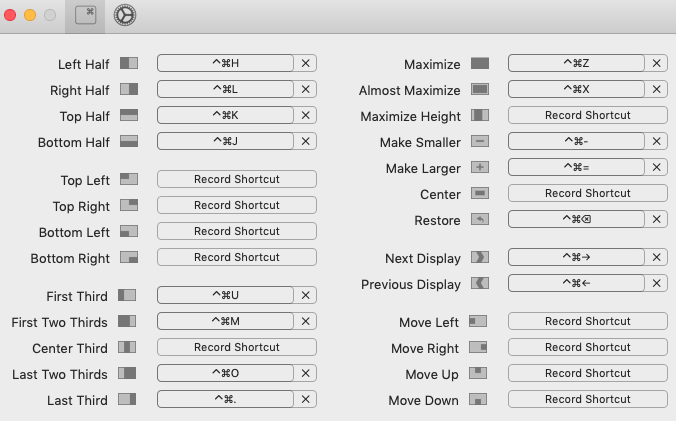 Left Half ^⌘H ×
Right Half ^⌘L ×
Top Half ^⌘K ×
Bottom Half ^⌘J ×
Top Left Record Shortcut
Top Right Record Shortcut
Bottom Left Record Shortcut
Bottom Right Record Shortcut
First Third ^⌘U ×
First Two Thirds ^⌘M ×
Center Third Record Shortcut
Last Two Thirds ^⌘O ×
Last Third ^⌘. ×
Maximize ^⌘Z ×
Almost Maximize ^⌘X ×
Maximize Height Record Shortcut
Make Smaller ^⌘- ×
Make Larger ^⌘= ×
Center Record Shortcut
Restore ^⌘⌫ ×
Next Display ^⌘→ ×
Previous Display ^⌘← ×
Move Left Record Shortcut
Move Right Record Shortcut
Move Up Record Shortcut
Move Down Record Shortcut